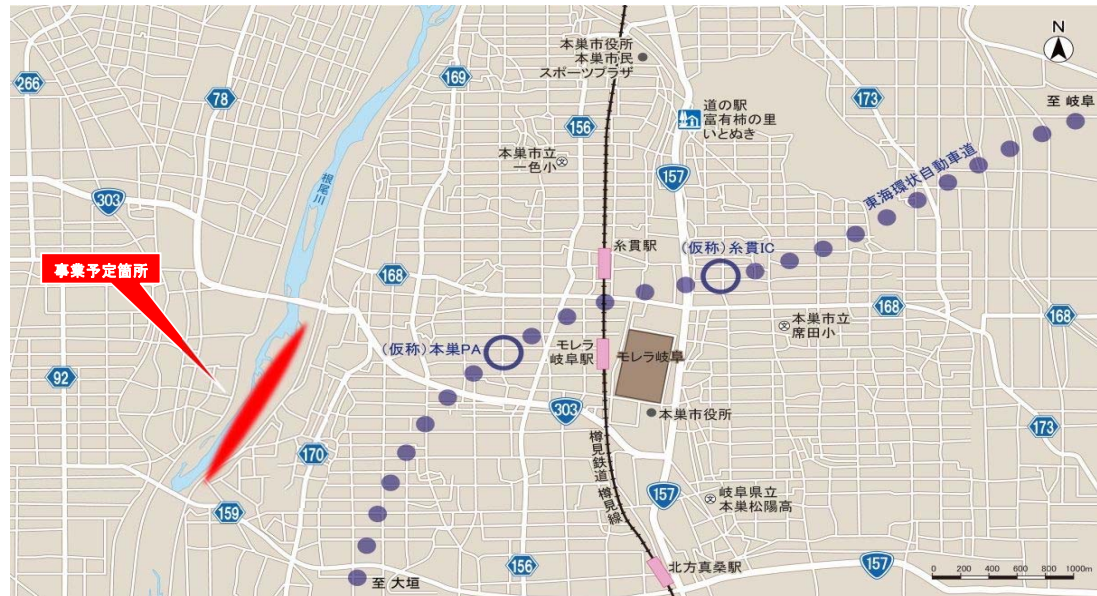 本巣市役所
本巣市民
スポーツプラザ
N
169
266
78
173
至 岐阜
道の駅
富有柿の里
いとぬき
156
本巣市立
一色小
文
157
東海環状自動車道
根尾川
303
糸貫駅
(仮称)糸貫IC
事業予定箇所
168
168
168
本巣市立
席田小
文
(仮称)本巣PA
モレラ
岐阜駅
モレラ岐阜
92
303
本巣市役所
173
樽見鉄道
樽見線
170
157
文
岐阜県立
本巣松陽高
159
156
北方真桑駅
157
至 大垣
0 200 400 600 800 1000m